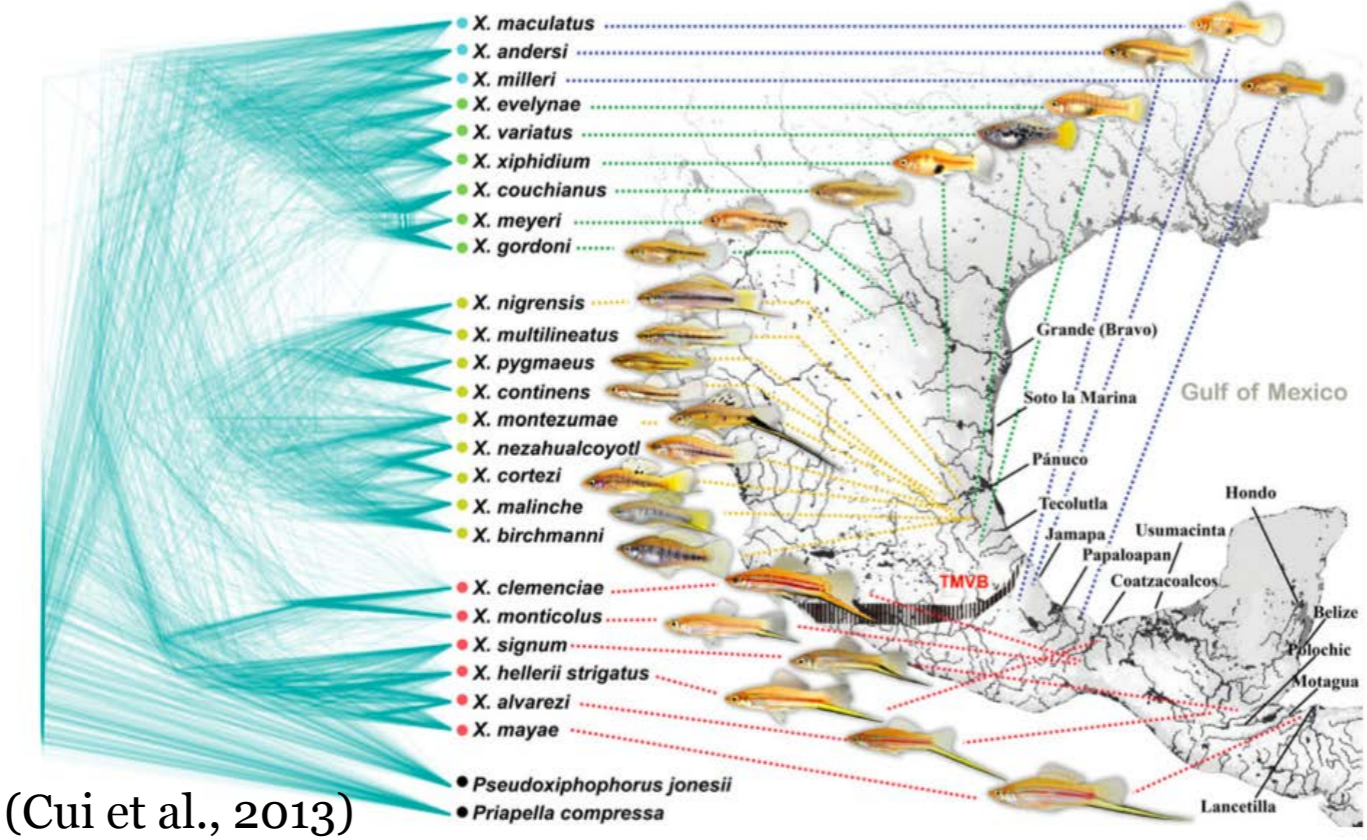 X. maculatus
X. andersi
X. milleri
X. evelynae
X. variatus
X. xiphidium
X. couchianus
X. meyeri
X. gordoni
X. nigrensis
X. multilineatus
X. pygmaeus
X. continens
X. montezumae
X. nezahualcoyotl
X. cortezi
X. malinche
X. birchmanni
X. clemenciae
X. monticolus
X. signum
X. hellerii strigatus
X. alvarezi
X. mayae
Pseudoxiphophorus jonesii
Priapella compressa
Grande (Bravo)
Gulf of Mexico
Soto la Marina
Pánuco
Tecolutla
Hondo
Jamapa
Usumacinta
Papaloapan
TMVB
Coatzacoalcos
Belize
Polochic
Motagua
Lancetilla
(Cui et al., 2013)